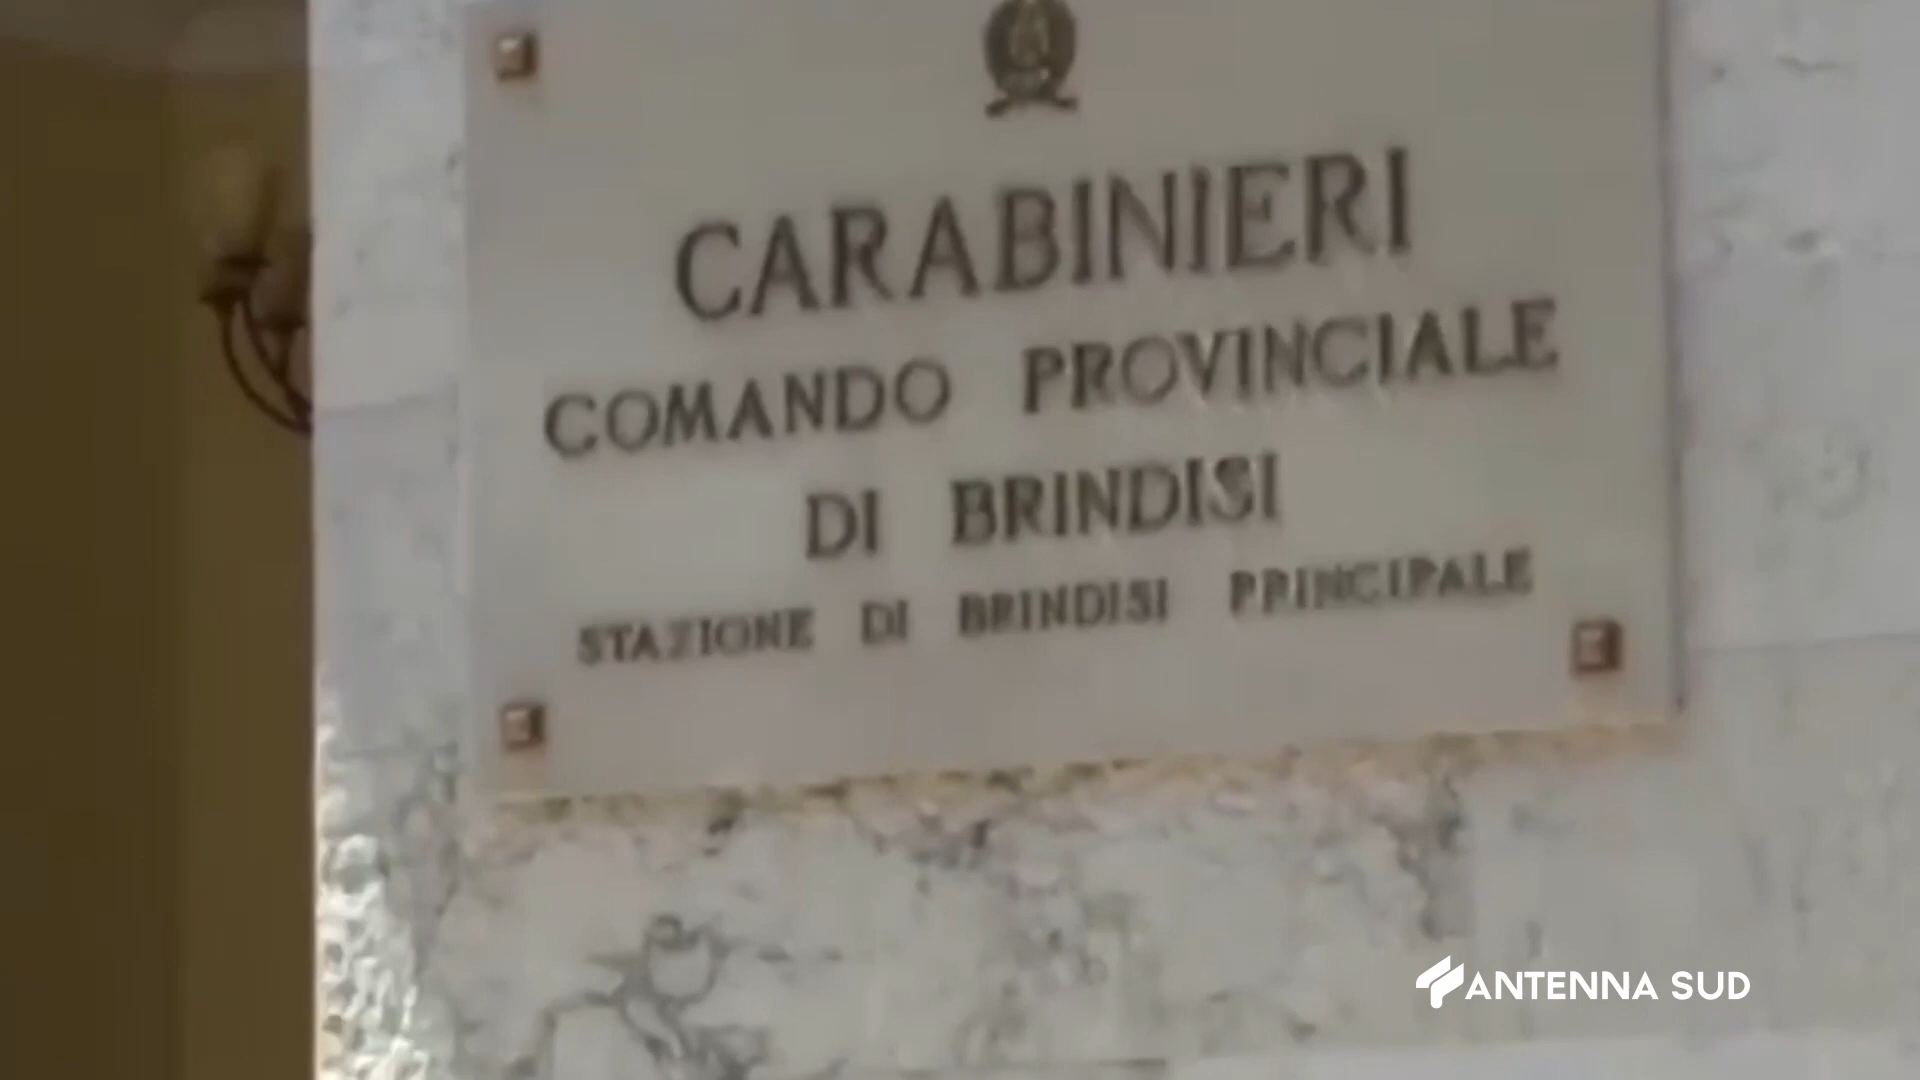 CARABINIERI
COMANDO PROVINCIALE
DI BRINDISI
STAZIONE DI BRINDISI PRINCIPALE
ANTENNA SUD